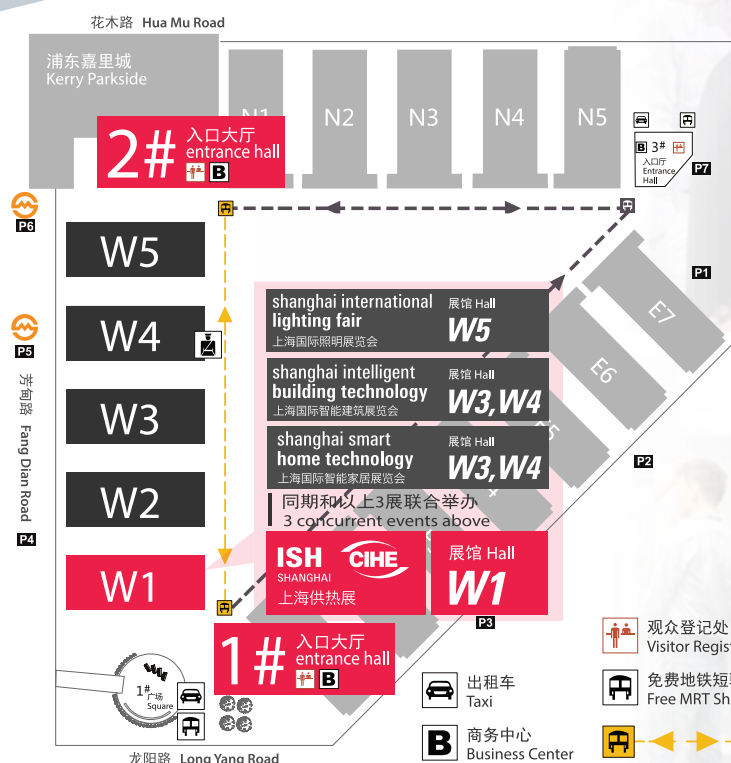 花木路 Hua Mu Road
浦东嘉里城
Kerry Parkside
N1
N2
N3
N4
N5
2#
入口大厅
entrance hall
B
B 3#
入口厅
Entrance
Hall
P7
P6
P1
W5
W4
W3
W2
W1
P5
芳甸路 Fang Dian Road
P4
E7
E6
P2
shanghai international
lighting fair
上海国际照明展览会
展馆 Hall
W5
shanghai intelligent
building technology
上海国际智能建筑展览会
展馆 Hall
W3,W4
shanghai smart
home technology
上海国际智能家居展览会
展馆 Hall
W3,W4
同期和以上3展联合举办
3 concurrent events above
ISH
SHANGHAI
CIHE
上海供热展
展馆 Hall
W1
P3
1#
入口大厅
entrance hall
B
1#
广场
Square
龙阳路 Long Yang Road
出租车
Taxi
B
商务中心
Business Center
观众登记处
Visitor Regis
免费地铁短
Free MRT Sh